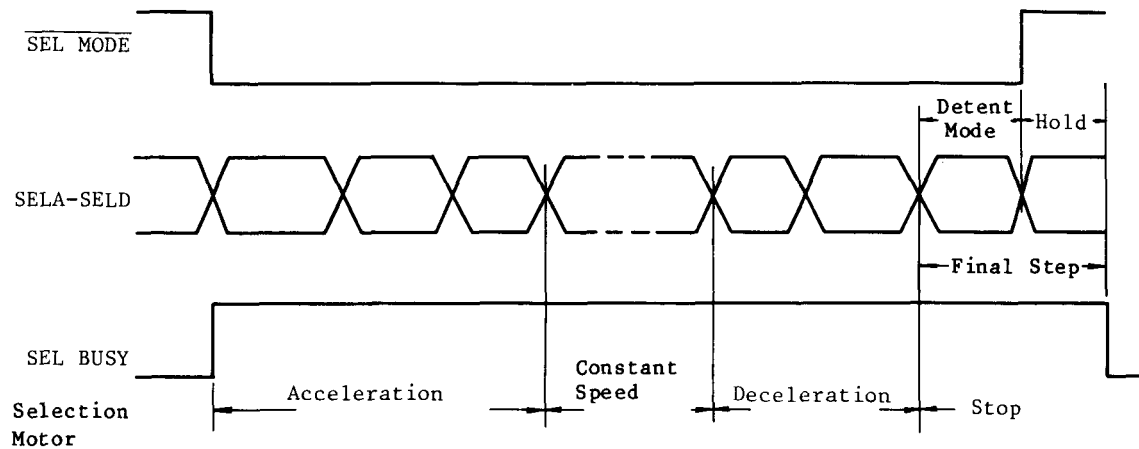 SEL MODE
Detent
Mode
Hold
SELA-SELD
Final Step
SEL BUSY
Acceleration
Constant
Speed
Deceleration
Stop
Selection
Motor